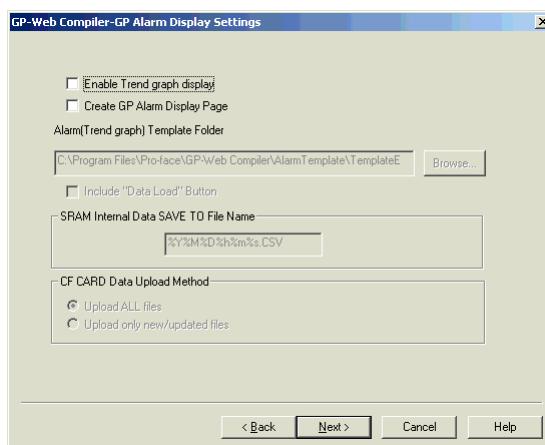 GP-Web Compiler-GP Alarm Display Settings
Enable Trend graph display
Create GP Alarm Display Page
Alarm(Trend graph) Template Folder
C:\Program Files\Pro-face\GP-Web Compiler\AlarmTemplate\TemplateE
Browse...
Include "Data Load" Button
SRAM Internal Data SAVE TO File Name
%Y%M%D%h%m%s.CSV
CF CARD Data Upload Method
Upload ALL files
Upload only new/updated files
< Back Next > Cancel Help